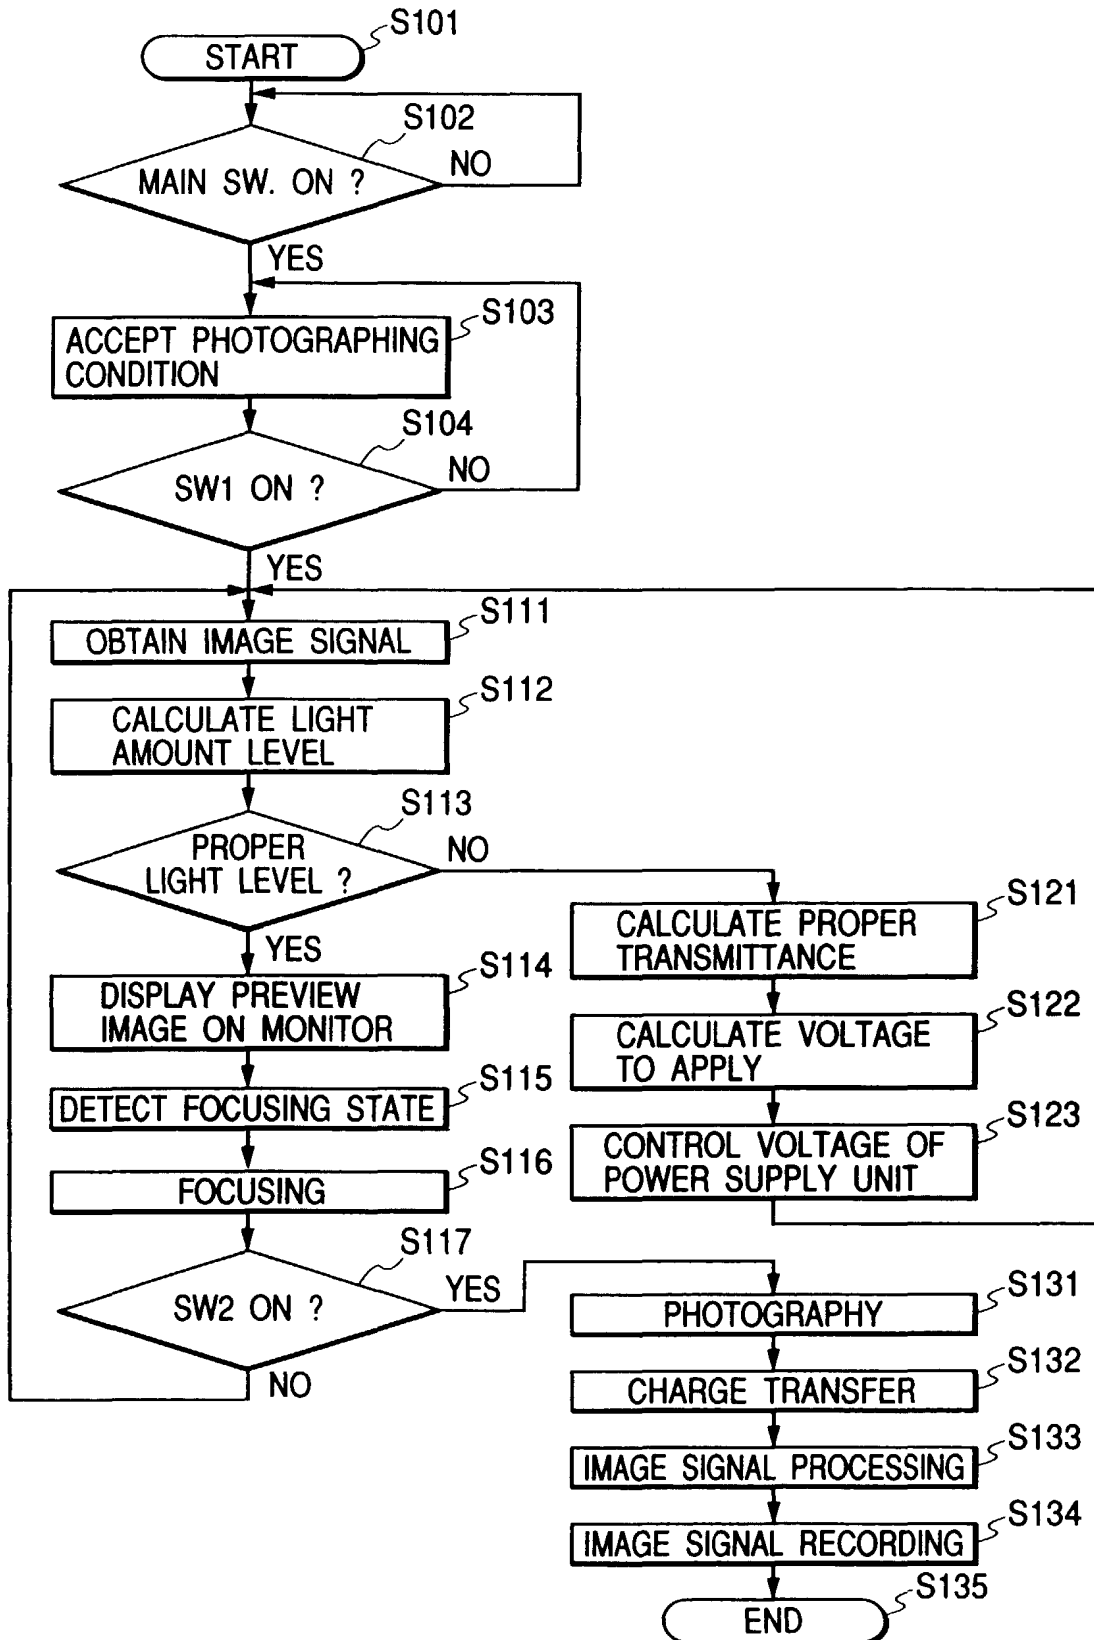 S101
START
S102
MAIN SW. ON ?
NO
YES
S103
ACCEPT PHOTOGRAPHING
CONDITION
S104
SW1 ON ?
NO
YES
S111
OBTAIN IMAGE SIGNAL
S112
CALCULATE LIGHT
AMOUNT LEVEL
S113
PROPER
LIGHT LEVEL ?
NO
YES
S114
DISPLAY PREVIEW
IMAGE ON MONITOR
S115
DETECT FOCUSING STATE
S116
FOCUSING
S117
SW2 ON ?
YES
NO
S121
CALCULATE PROPER
TRANSMITTANCE
S122
CALCULATE VOLTAGE
TO APPLY
S123
CONTROL VOLTAGE OF
POWER SUPPLY UNIT
S131
PHOTOGRAPHY
S132
CHARGE TRANSFER
S133
IMAGE SIGNAL PROCESSING
S134
IMAGE SIGNAL RECORDING
S135
END